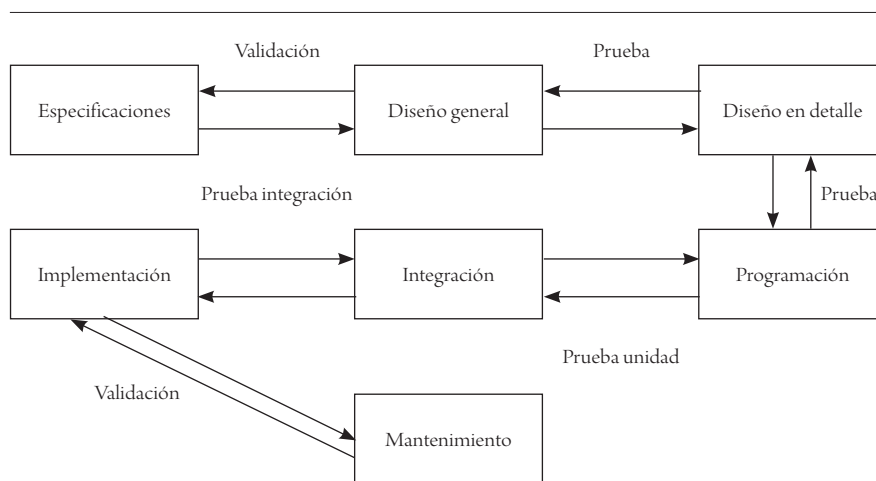 Validación
Prueba
Especificaciones
Diseño general
Diseño en detalle
Prueba integración
Prueba
Implementación
Integración
Programación
Prueba unidad
Validación
Mantenimiento